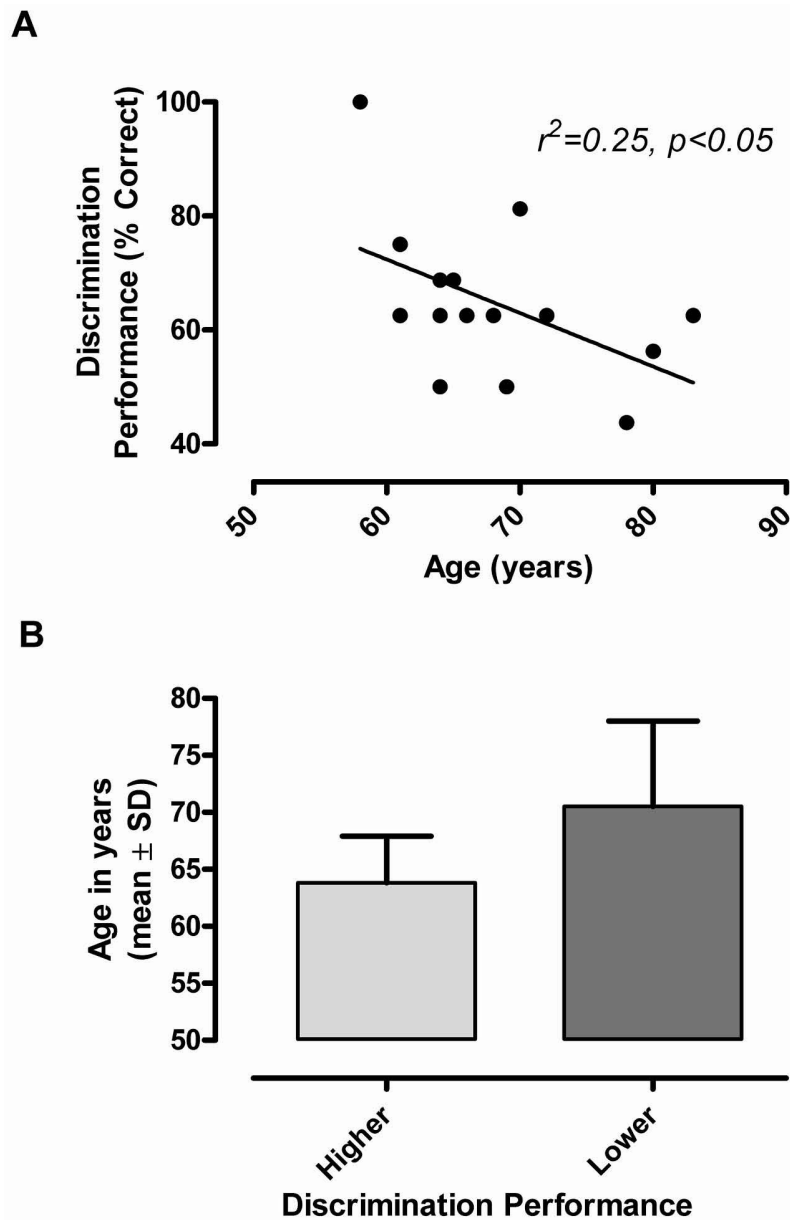 A
100
80
60
40
Discrimination
Performance (% Correct)
r²=0.25, p<0.05
50
60
70
80
90
Age (years)
B
80
75
70
65
60
55
50
Age in years
(mean ± SD)
Higher
Lower
Discrimination Performance